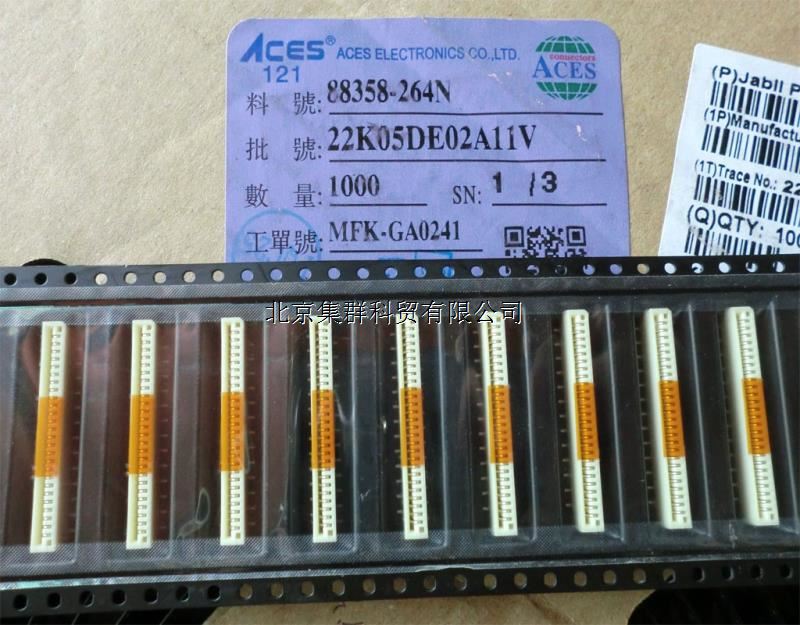 ACES® ACES ELECTRONICS CO.,LTD.
121
connectors
ACES
料 號: 88358-264N
批 號: 22K05DE02A11V
數 量: 1000 SN: 1 /3
工單號: MFK-GA0241
(P)Jabil P
(1P)Manufactu
(1T)Trace No.: 22
(Q)QTY: 100
北京集群科贸有限公司